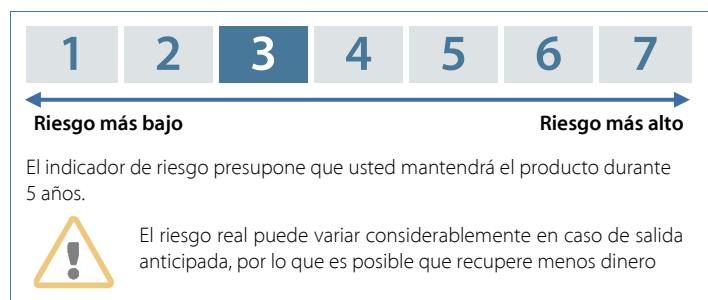 1 2 3 4 5 6 7
Riesgo más bajo Riesgo más alto
El indicador de riesgo presupone que usted mantendrá el producto durante
5 años.
El riesgo real puede variar considerablemente en caso de salida
anticipada, por lo que es posible que recupere menos dinero